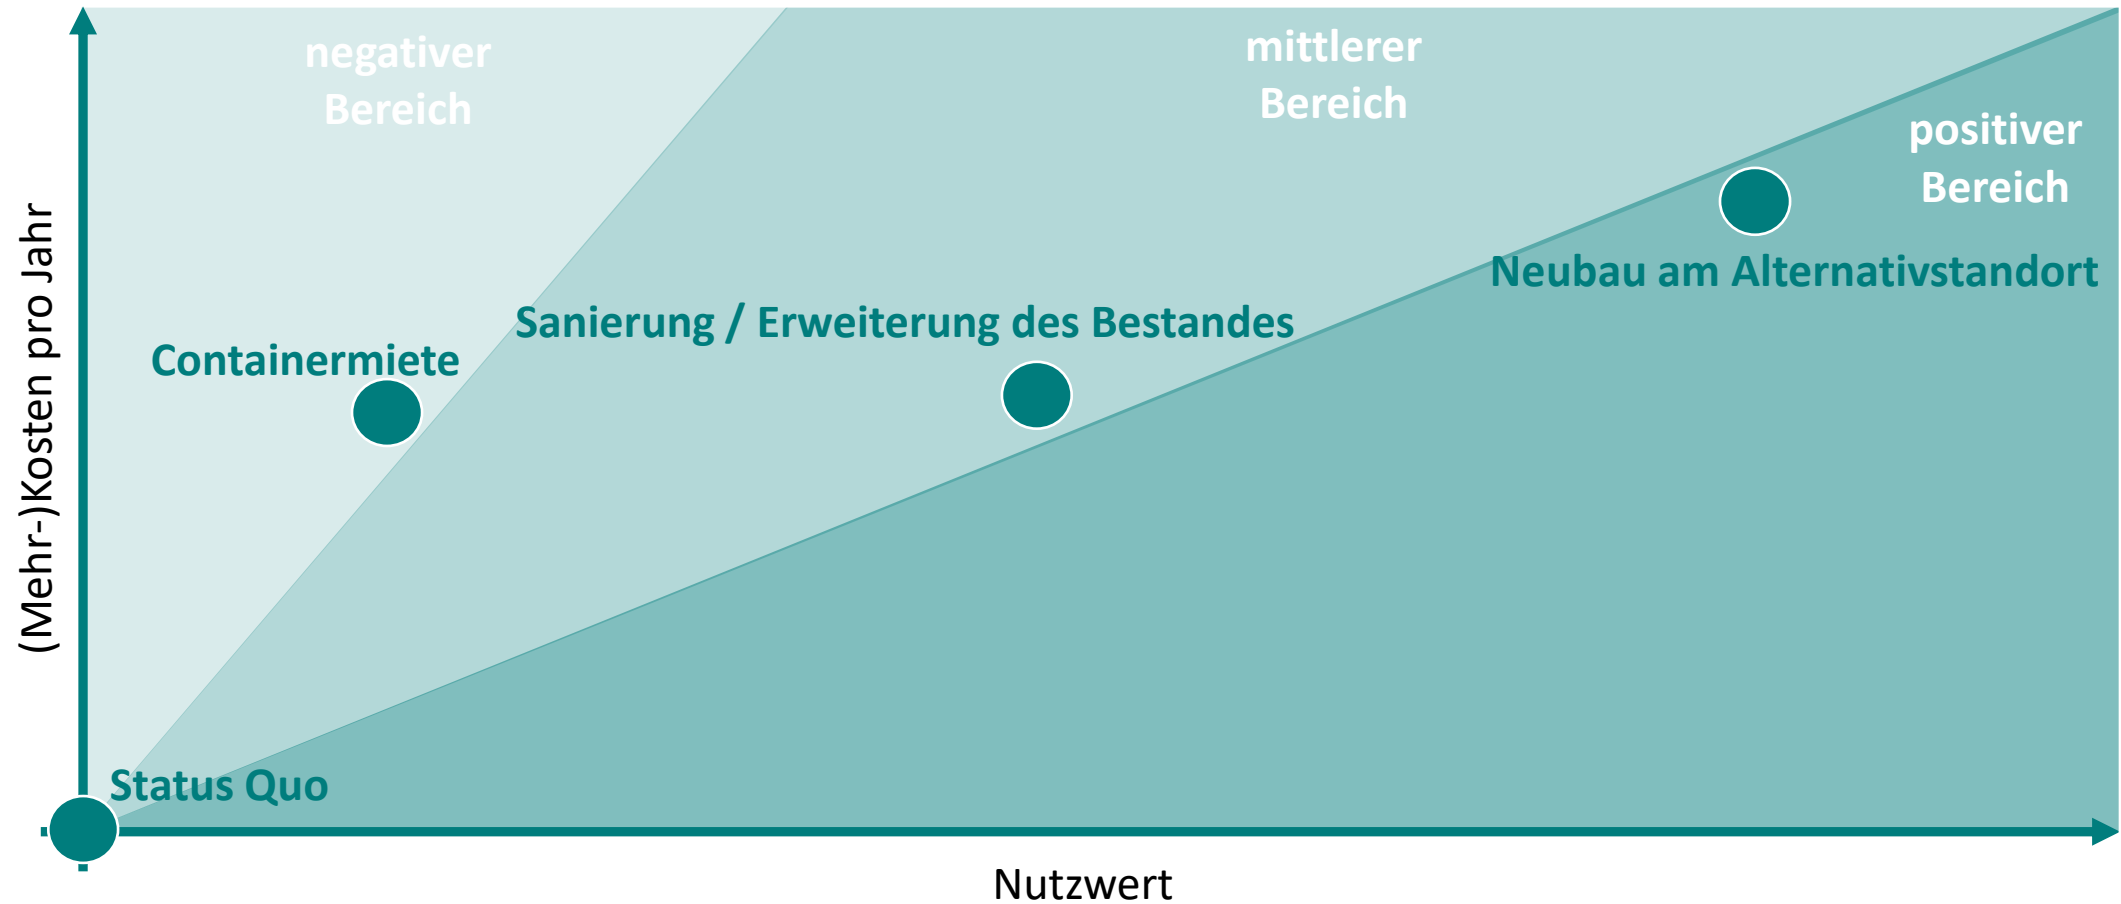 negativer
Bereich
mittlerer
Bereich
positiver
Bereich
(Mehr-)Kosten pro Jahr
Neubau am Alternativstandort
Sanierung / Erweiterung des Bestandes
Containermiete
Status Quo
Nutzwert